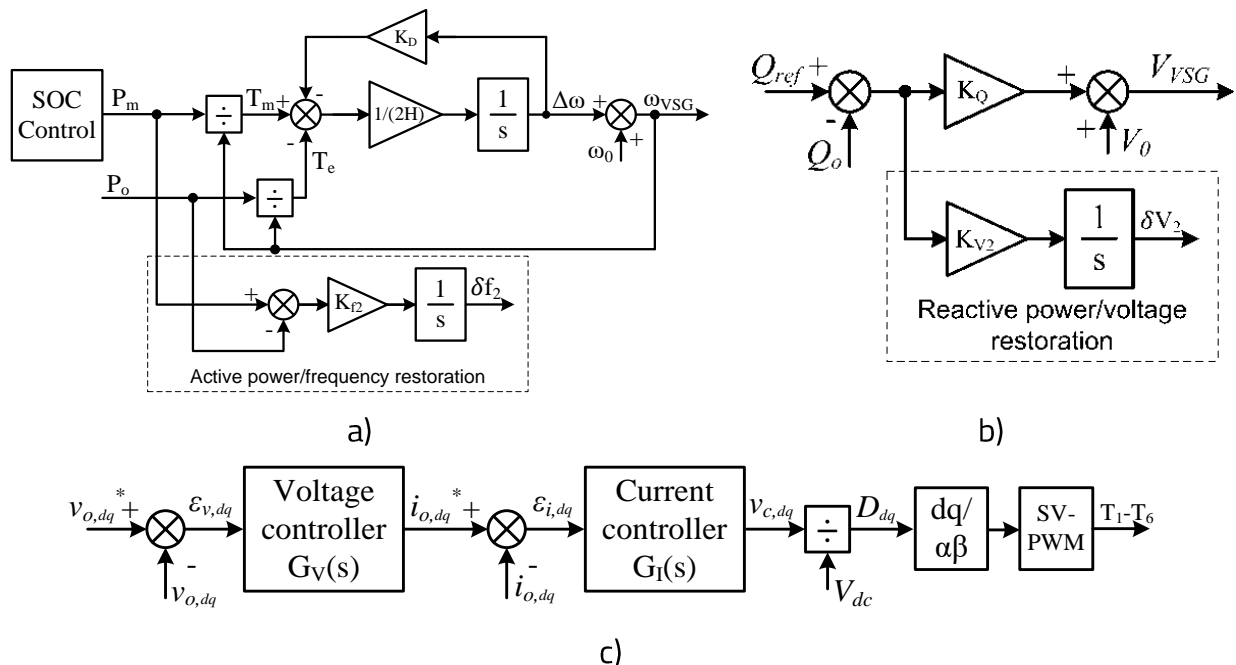 SOC
Control
P_m
÷
T_m +
-
-
K_D
1/(2H)
1
s
Δω +
ω_VSG
ω_0 +
T_e
P_o
÷
+
-
K_f2
1
s
δf_2
Active power/frequency restoration
a)
Q_ref +
-
Q_o
K_Q
+
+
V_VSG
V_0
K_V2
1
s
δV_2
Reactive power/voltage
restoration
b)
v_o,dq* +
-
v_o,dq
ε_v,dq
Voltage
controller
G_V(s)
i_o,dq* +
-
i_o,dq
ε_i,dq
Current
controller
G_I(s)
v_c,dq
÷
V_dc
D_dq
dq/
αβ
SV-
PWM
T_1-T_6
c)